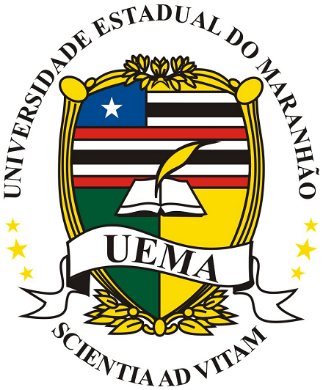 UNIVERSIDADE ESTADUAL DO MARANHÃO
UEMA
SCIENTIA AD VITAM